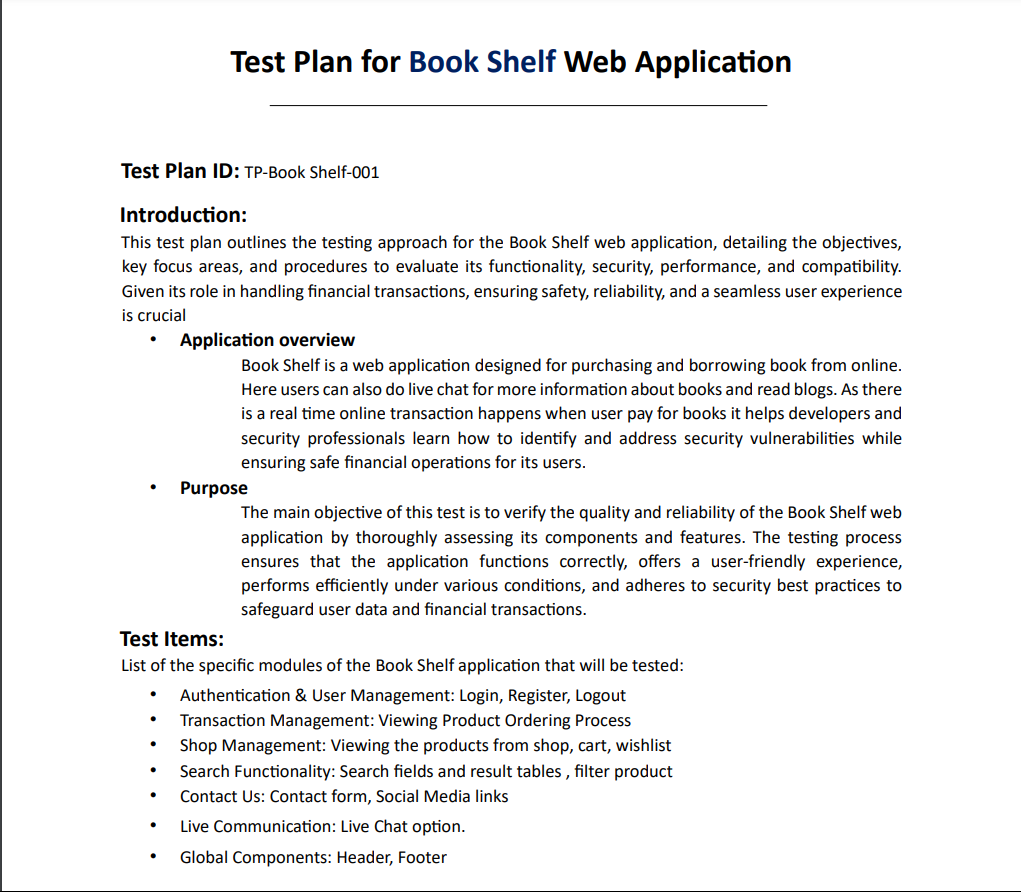 Test Plan for Book Shelf Web Application
Test Plan ID: TP-Book Shelf-001
Introduction:
This test plan outlines the testing approach for the Book Shelf web application, detailing the objectives,
key focus areas, and procedures to evaluate its functionality, security, performance, and compatibility.
Given its role in handling financial transactions, ensuring safety, reliability, and a seamless user experience
is crucial
• Application overview
Book Shelf is a web application designed for purchasing and borrowing book from online.
Here users can also do live chat for more information about books and read blogs. As there
is a real time online transaction happens when user pay for books it helps developers and
security professionals learn how to identify and address security vulnerabilities while
ensuring safe financial operations for its users.
• Purpose
The main objective of this test is to verify the quality and reliability of the Book Shelf web
application by thoroughly assessing its components and features. The testing process
ensures that the application functions correctly, offers a user-friendly experience,
performs efficiently under various conditions, and adheres to security best practices to
safeguard user data and financial transactions.
Test Items:
List of the specific modules of the Book Shelf application that will be tested:
• Authentication & User Management: Login, Register, Logout
• Transaction Management: Viewing Product Ordering Process
• Shop Management: Viewing the products from shop, cart, wishlist
• Search Functionality: Search fields and result tables , filter product
• Contact Us: Contact form, Social Media links
• Live Communication: Live Chat option.
• Global Components: Header, Footer